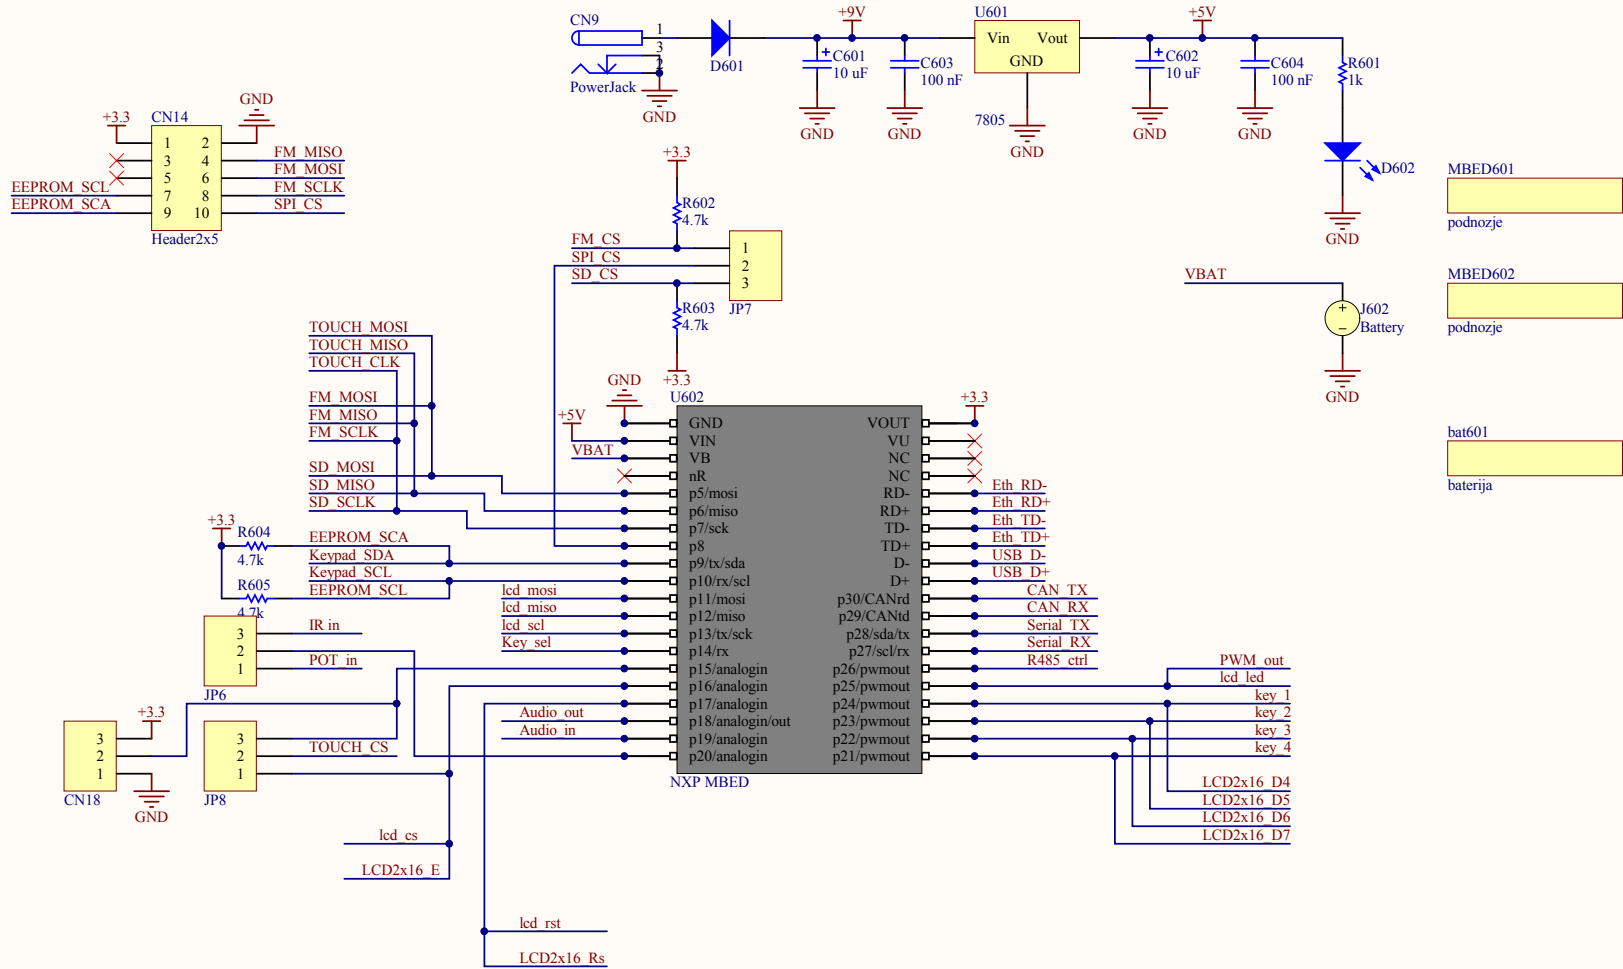 CN9
1
3
2
PowerJack
D601
+9V
C601
10 uF
C603
100 nF
GND
GND
GND
U601
Vin Vout
GND
7805
GND
+5V
C602
10 uF
C604
100 nF
GND
GND
R601
1k
D602
GND
MBED601
podnozje
MBED602
podnozje
bat601
baterija
VBAT
J602
Battery
+
−
GND
GND
+3.3
CN14
1 2
3 4
5 6
7 8
9 10
Header2x5
EEPROM_SCL
EEPROM_SCA
FM_MISO
FM_MOSI
FM_SCLK
SPI_CS
+3.3
R602
4.7k
FM_CS
SPI_CS
SD_CS
1
2
3
JP7
R603
4.7k
+3.3
TOUCH_MOSI
TOUCH_MISO
TOUCH_CLK
FM_MOSI
FM_MISO
FM_SCLK
SD_MOSI
SD_MISO
SD_SCLK
+3.3
R604
4.7k
R605
4.7k
EEPROM_SCA
Keypad_SDA
Keypad_SCL
EEPROM_SCL
GND
+5V
VBAT
lcd_mosi
lcd_miso
lcd_scl
Key_sel
Audio_out
Audio_in
U602
GND VOUT
VIN VU
VB NC
nR NC
p5/mosi RD-
p6/miso RD+
p7/sck TD-
p8 TD+
p9/tx/sda D-
p10/rx/scl D+
p11/mosi p30/CANrd
p12/miso p29/CANtd
p13/tx/sck p28/sda/tx
p14/rx p27/scl/rx
p15/analogin p26/pwmout
p16/analogin p25/pwmout
p17/analogin p24/pwmout
p18/analogin/out p23/pwmout
p19/analogin p22/pwmout
p20/analogin p21/pwmout
NXP MBED
+3.3
Eth_RD-
Eth_RD+
Eth_TD-
Eth_TD+
USB_D-
USB_D+
CAN_TX
CAN_RX
Serial_TX
Serial_RX
R485_ctrl
PWM_out
lcd_led
key_1
key_2
key_3
key_4
LCD2x16_D4
LCD2x16_D5
LCD2x16_D6
LCD2x16_D7
3
2
1
JP6
IR in
POT_in
+3.3
3
2
1
CN18
GND
3
2
1
JP8
TOUCH_CS
lcd_cs
LCD2x16_E
lcd_rst
LCD2x16_Rs